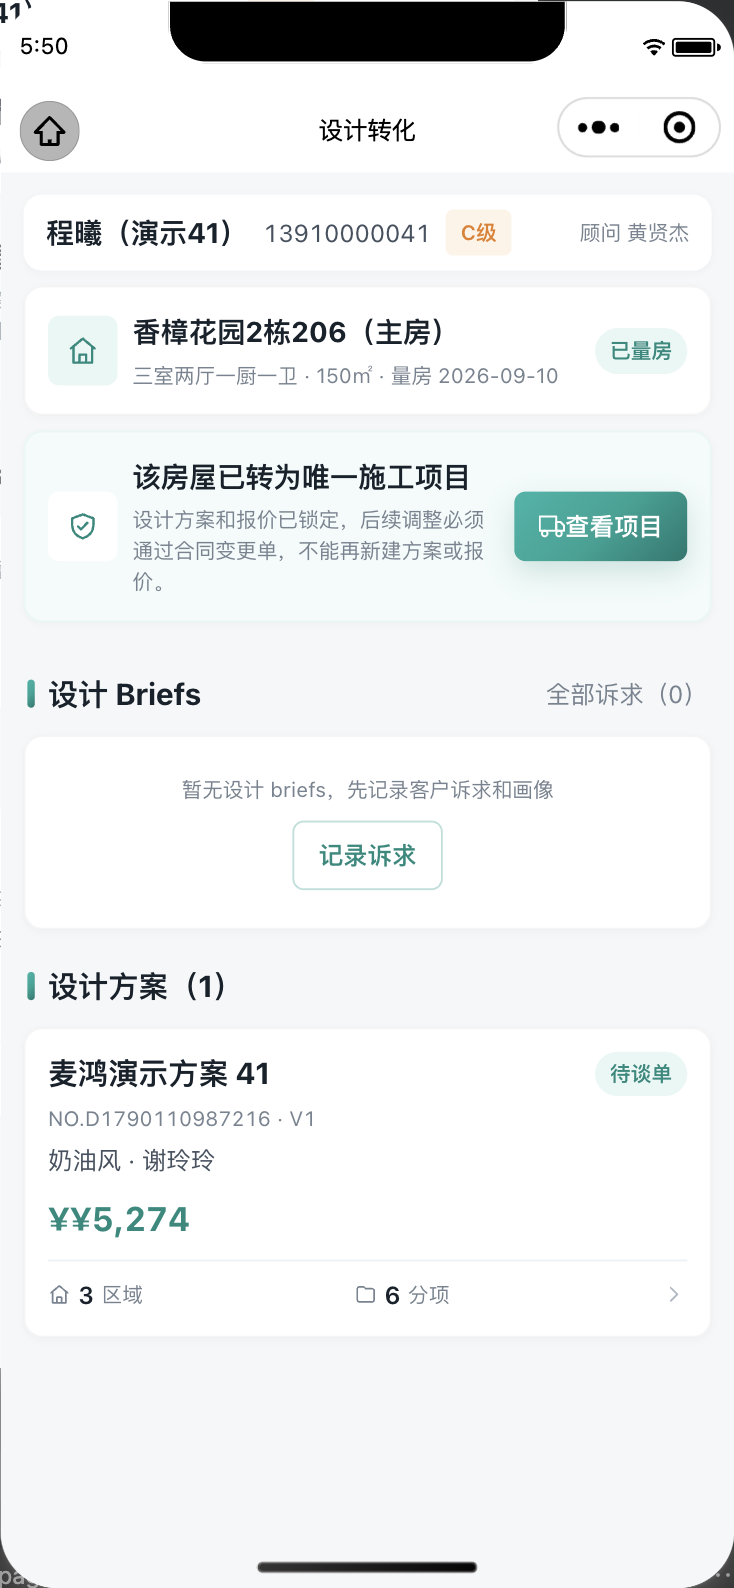 41
5:50
设计转化
程曦（演示41） 13910000041 C级 顾问 黄贤杰
香樟花园2栋206（主房）
三室两厅一厨一卫 · 150㎡ · 量房 2026-09-10
已量房
该房屋已转为唯一施工项目
设计方案和报价已锁定，后续调整必须
通过合同变更单，不能再新建方案或报
价。
查看项目
设计 Briefs
全部诉求（0）
暂无设计 briefs，先记录客户诉求和画像
记录诉求
设计方案（1）
麦鸿演示方案 41
待谈单
NO.D1790110987216 · V1
奶油风 · 谢玲玲
¥¥5,274
3 区域
6 分项